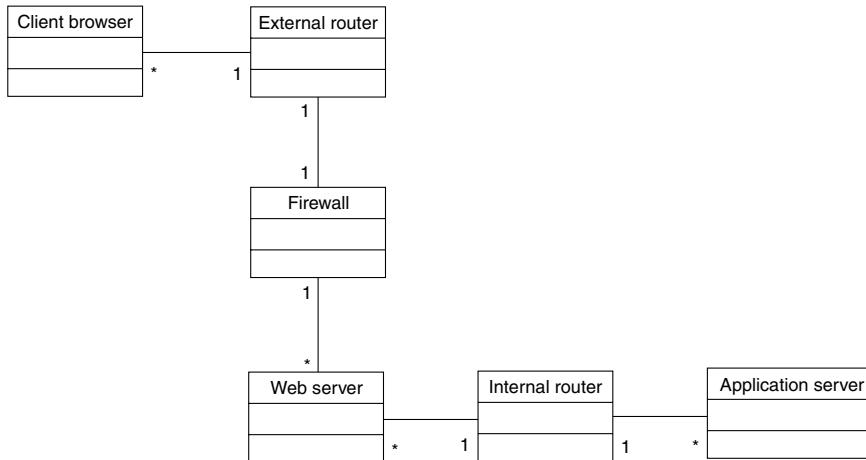 Client browser
External router
*
1
1
1
Firewall
1
*
Web server
Internal router
Application server
*
1
1
*